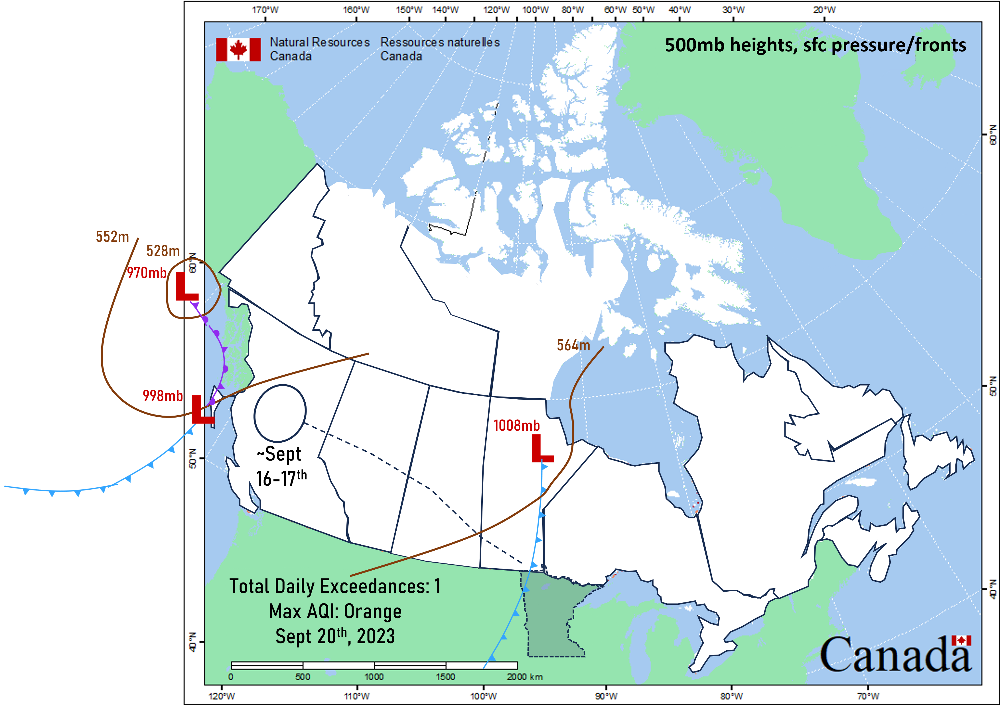 170°W 160°W 150°W 140°W 120°W 100°W 80°W 60°W 50°W 40°W 30°W 20°W
Natural Resources Canada
Ressources naturelles Canada
500mb heights, sfc pressure/fronts
60°N
552m
528m
60°N
970mb
564m
50°N
998mb
1008mb
~Sept
16-17th
50°N
Total Daily Exceedances: 1
Max AQI: Orange
Sept 20th, 2023
40°N
40°N
Canada
0 500 1000 1500 2000 km
120°W 110°W 100°W 90°W 80°W 70°W